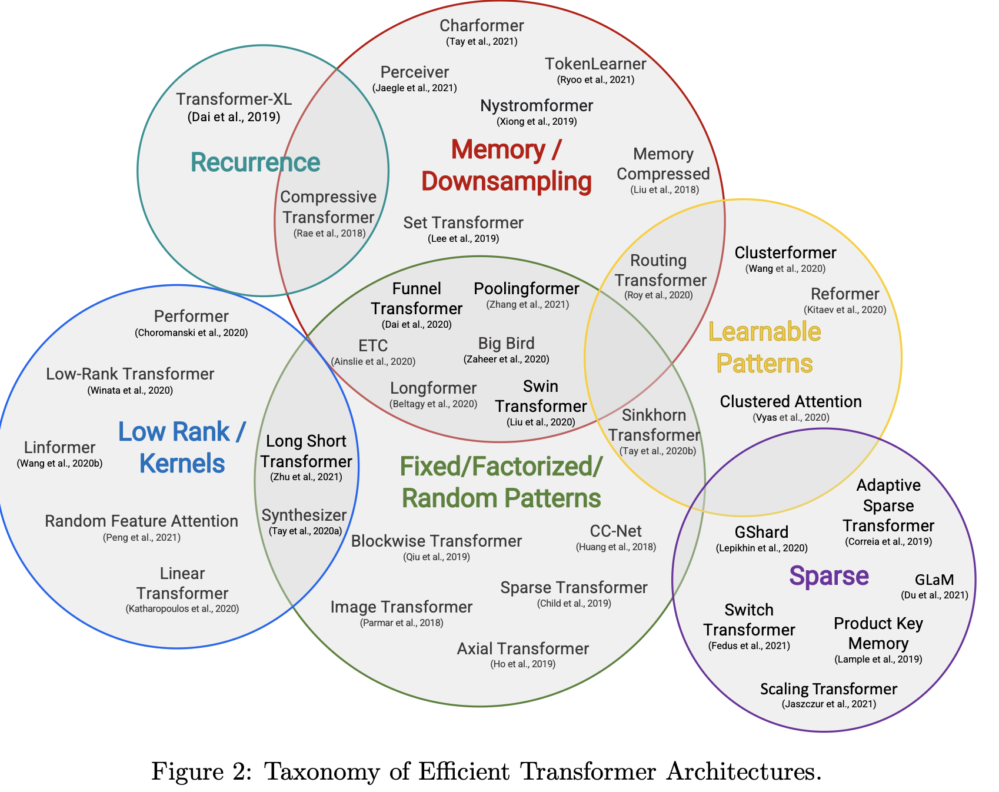 Charformer
(Tay et al., 2021)
TokenLearner
(Ryoo et al., 2021)
Perceiver
(Jaegle et al., 2021)
Transformer-XL
(Dai et al., 2019)
Nystromformer
(Xiong et al., 2019)
Memory /
Downsampling
Recurrence
Memory
Compressed
(Liu et al., 2018)
Compressive
Transformer
(Rae et al., 2018)
Set Transformer
(Lee et al., 2019)
Routing
Transformer
(Roy et al., 2020)
Clusterformer
(Wang et al., 2020)
Reformer
(Kitaev et al., 2020)
Learnable
Patterns
Clustered Attention
(Vyas et al., 2020)
Funnel
Transformer
(Dai et al., 2020)
Poolingformer
(Zhang et al., 2021)
ETC
(Ainslie et al., 2020)
Big Bird
(Zaheer et al., 2020)
Longformer
(Beltagy et al., 2020)
Swin
Transformer
(Liu et al., 2020)
Sinkhorn
Transformer
(Tay et al., 2020b)
Performer
(Choromanski et al., 2020)
Low-Rank Transformer
(Winata et al., 2020)
Low Rank /
Kernels
Linformer
(Wang et al., 2020b)
Random Feature Attention
(Peng et al., 2021)
Linear
Transformer
(Katharopoulos et al., 2020)
Long Short
Transformer
(Zhu et al., 2021)
Synthesizer
(Tay et al., 2020a)
Fixed/Factorized/
Random Patterns
Blockwise Transformer
(Qiu et al., 2019)
CC-Net
(Huang et al., 2018)
Sparse Transformer
(Child et al., 2019)
Image Transformer
(Parmar et al., 2018)
Axial Transformer
(Ho et al., 2019)
Adaptive
Sparse
Transformer
(Correia et al., 2019)
GShard
(Lepikhin et al., 2020)
Sparse
GLaM
(Du et al., 2021)
Switch
Transformer
(Fedus et al., 2021)
Product Key
Memory
(Lample et al., 2019)
Scaling Transformer
(Jaszczur et al., 2021)
Figure 2: Taxonomy of Efficient Transformer Architectures.